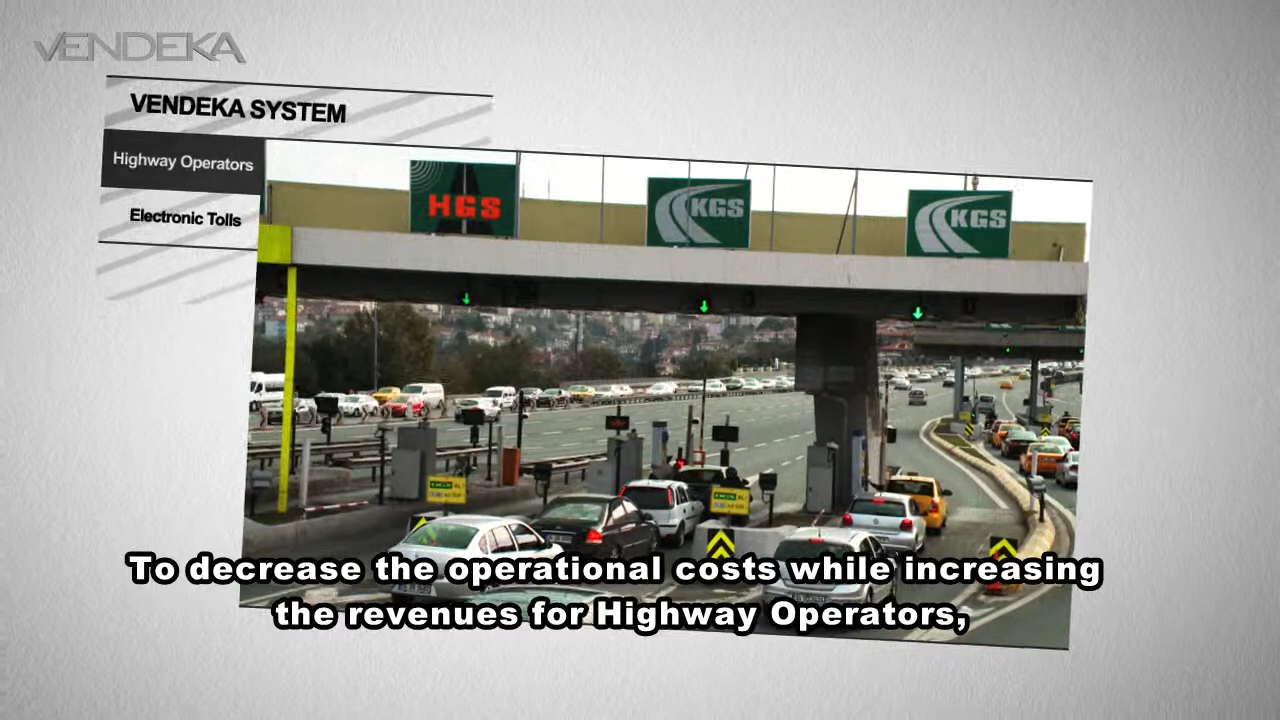 VENDEKA
VENDEKA SYSTEM
Highway Operators
Electronic Tolls
HGS
KGS
KGS
To decrease the operational costs while increasing
the revenues for Highway Operators,